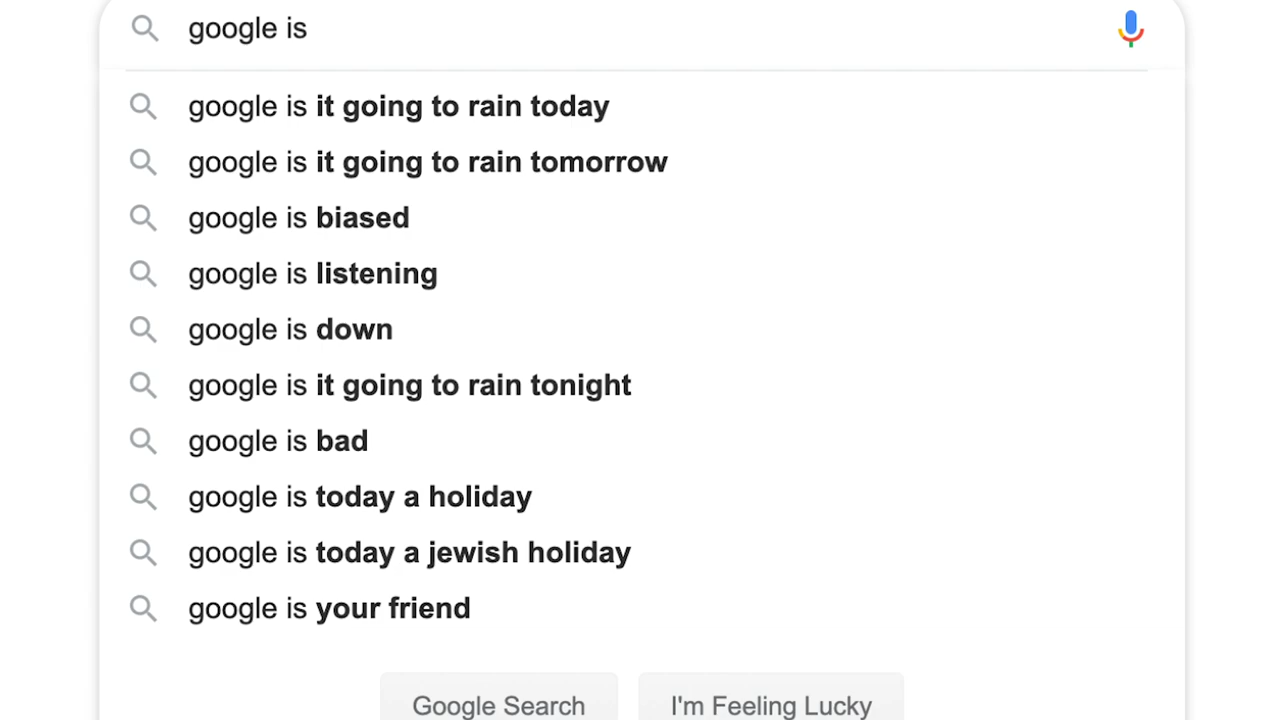 google is
google is it going to rain today
google is it going to rain tomorrow
google is biased
google is listening
google is down
google is it going to rain tonight
google is bad
google is today a holiday
google is today a jewish holiday
google is your friend
Google Search I'm Feeling Lucky